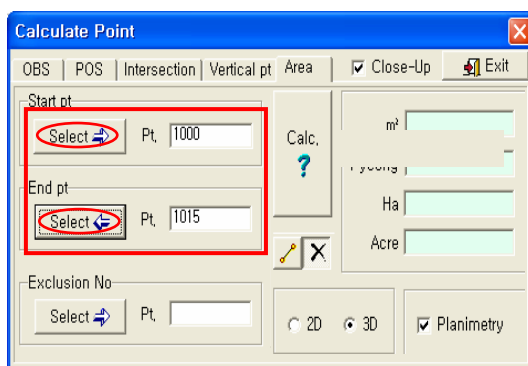 Calculate Point
OBS POS Intersection Vertical pt Area Close-Up Exit
Start pt
Select Pt, 1000
Calc,
?
m²
End pt
Select Pt, 1015
Ha
Acre
Exclusion No
Select Pt,
2D 3D Planimetry